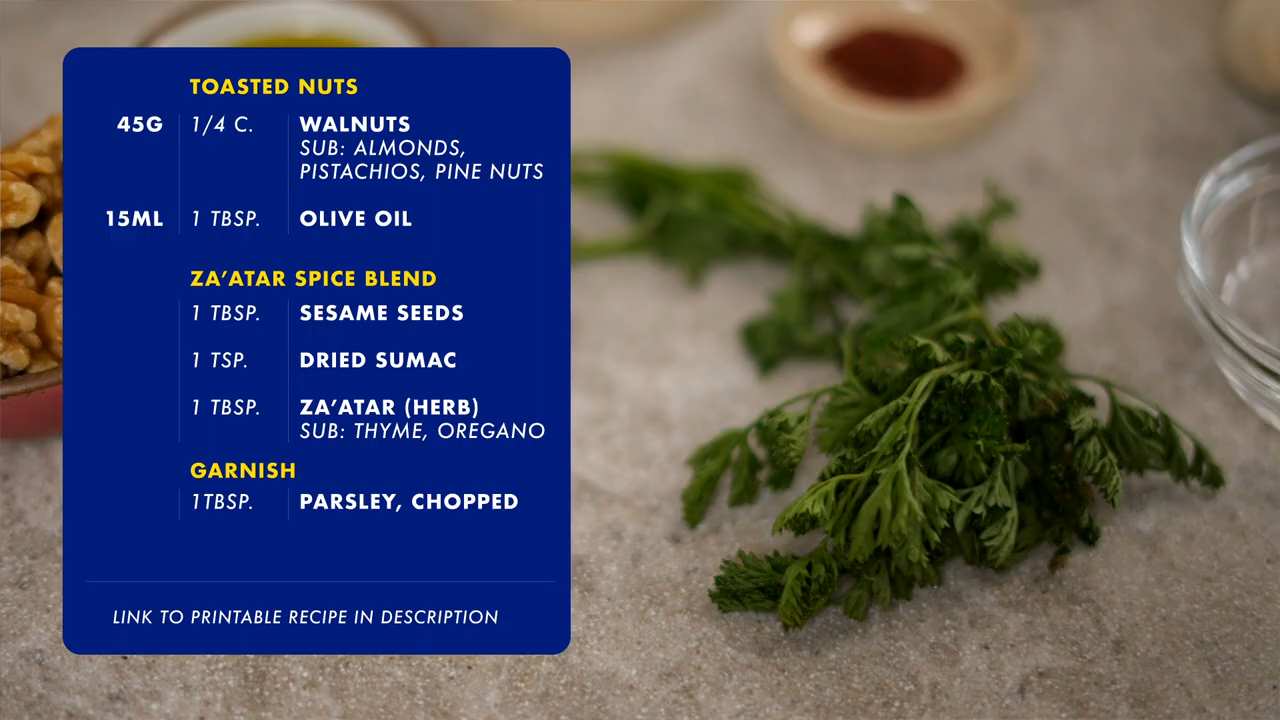 TOASTED NUTS
45G 1/4 C. WALNUTS
SUB: ALMONDS,
PISTACHIOS, PINE NUTS
15ML 1 TBSP. OLIVE OIL
ZA’ATAR SPICE BLEND
1 TBSP. SESAME SEEDS
1 TSP. DRIED SUMAC
1 TBSP. ZA’ATAR (HERB)
SUB: THYME, OREGANO
GARNISH
1TBSP. PARSLEY, CHOPPED
LINK TO PRINTABLE RECIPE IN DESCRIPTION